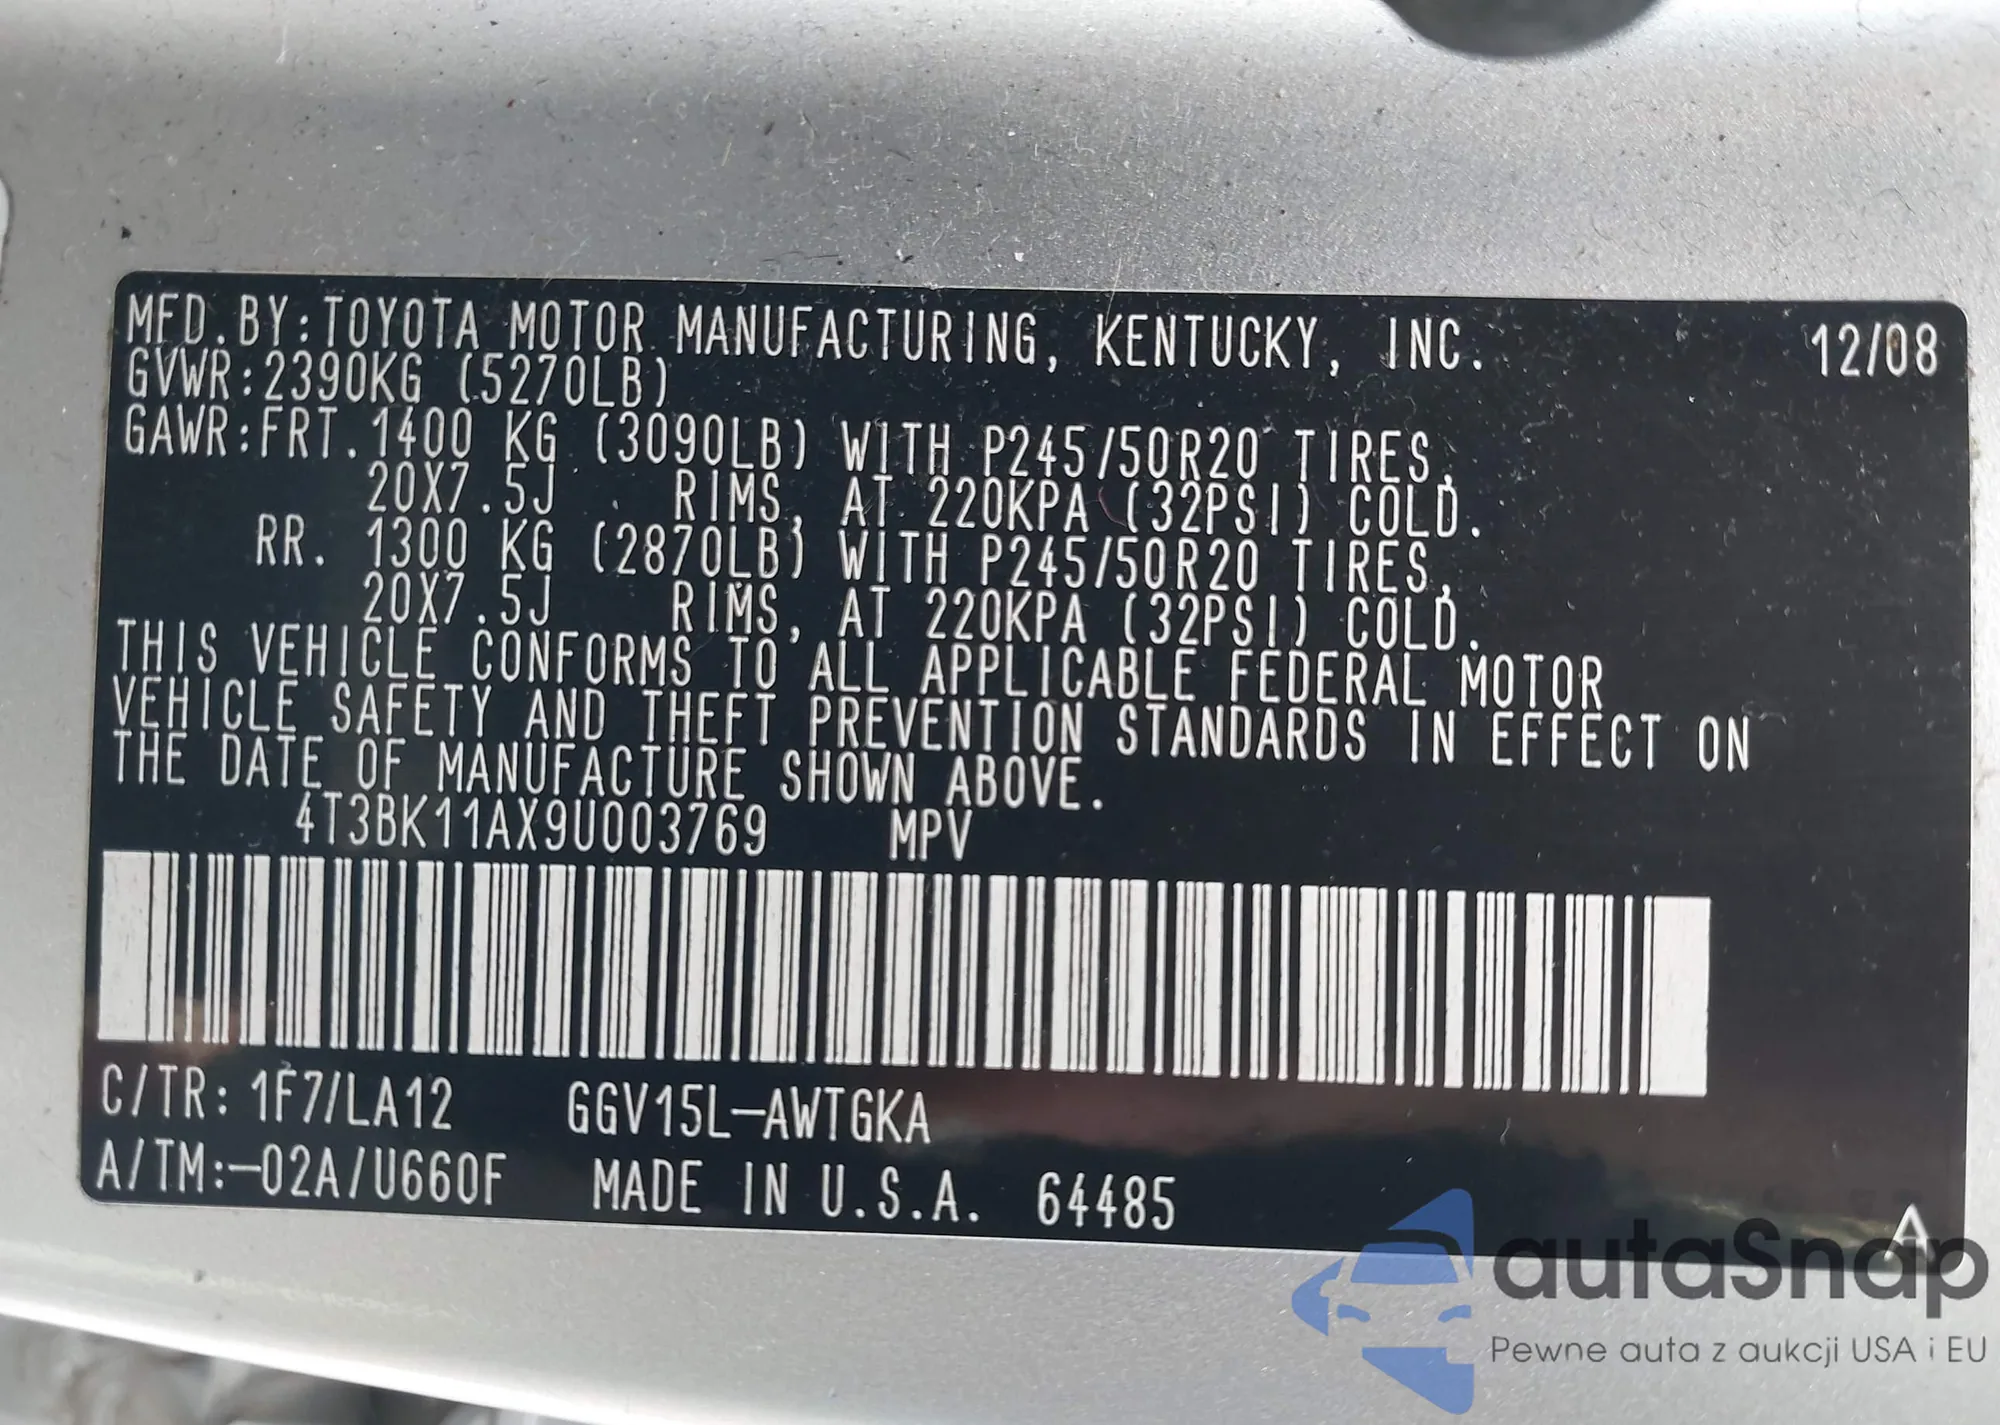 MFD.BY:TOYOTA MOTOR MANUFACTURING, KENTUCKY, INC. 12/08
GVWR:2390KG (5270LB)
GAWR:FRT.1400 KG (3090LB) WITH P245/50R20 TIRES,
20X7.5J RIMS, AT 220KPA (32PSI) COLD.
RR. 1300 KG (2870LB) WITH P245/50R20 TIRES,
20X7.5J RIMS, AT 220KPA (32PSI) COLD.
THIS VEHICLE CONFORMS TO ALL APPLICABLE FEDERAL MOTOR
VEHICLE SAFETY AND THEFT PREVENTION STANDARDS IN EFFECT ON
THE DATE OF MANUFACTURE SHOWN ABOVE.
4T3BK11AX9U003769 MPV
C/TR: 1F7/LA12 GGV15L-AWTGKA
A/TM:-02A/U660F MADE IN U.S.A. 64485
A
autaSnap
Pewne auta z aukcji USA i EU